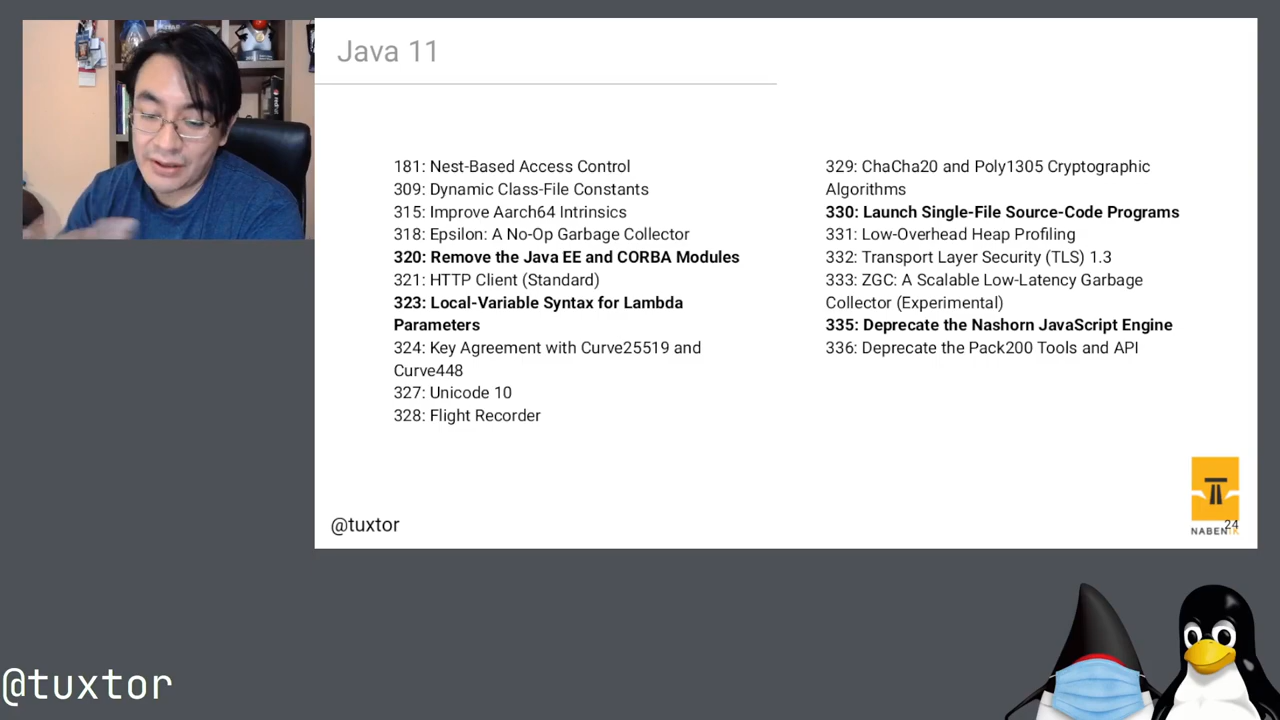 Java 11
181: Nest-Based Access Control
309: Dynamic Class-File Constants
315: Improve Aarch64 Intrinsics
318: Epsilon: A No-Op Garbage Collector
320: Remove the Java EE and CORBA Modules
321: HTTP Client (Standard)
323: Local-Variable Syntax for Lambda
Parameters
324: Key Agreement with Curve25519 and
Curve448
327: Unicode 10
328: Flight Recorder
329: ChaCha20 and Poly1305 Cryptographic
Algorithms
330: Launch Single-File Source-Code Programs
331: Low-Overhead Heap Profiling
332: Transport Layer Security (TLS) 1.3
333: ZGC: A Scalable Low-Latency Garbage
Collector (Experimental)
335: Deprecate the Nashorn JavaScript Engine
336: Deprecate the Pack200 Tools and API
@tuxtor
24
NABENIK
@tuxtor